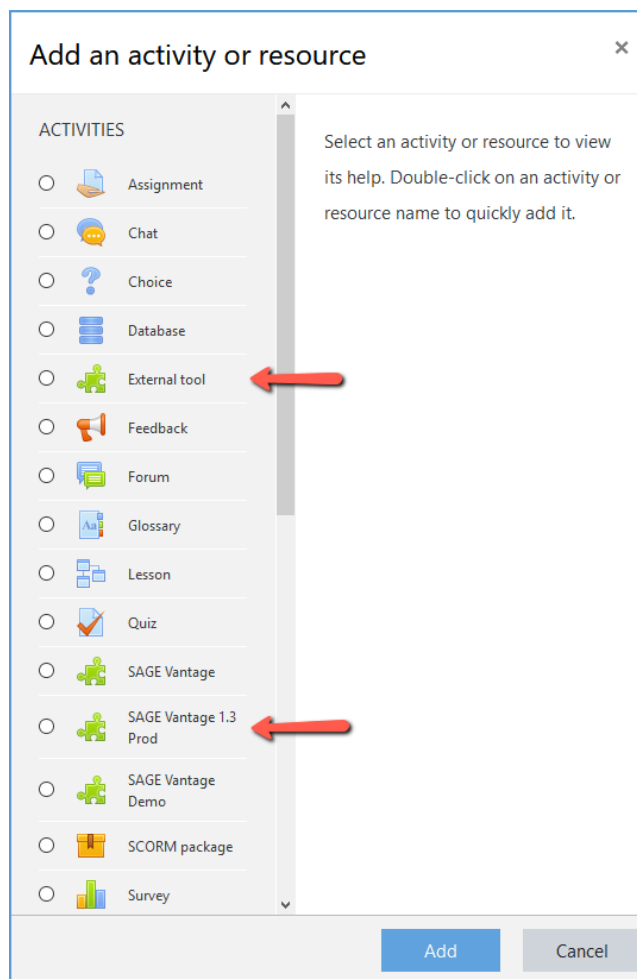 Add an activity or resource
×
ACTIVITIES
Assignment
Chat
Choice
Database
External tool
Feedback
Forum
Aa
Glossary
Lesson
Quiz
SAGE Vantage
SAGE Vantage 1.3
Prod
SAGE Vantage
Demo
SCORM package
Survey
Select an activity or resource to view
its help. Double-click on an activity or
resource name to quickly add it.
Add
Cancel